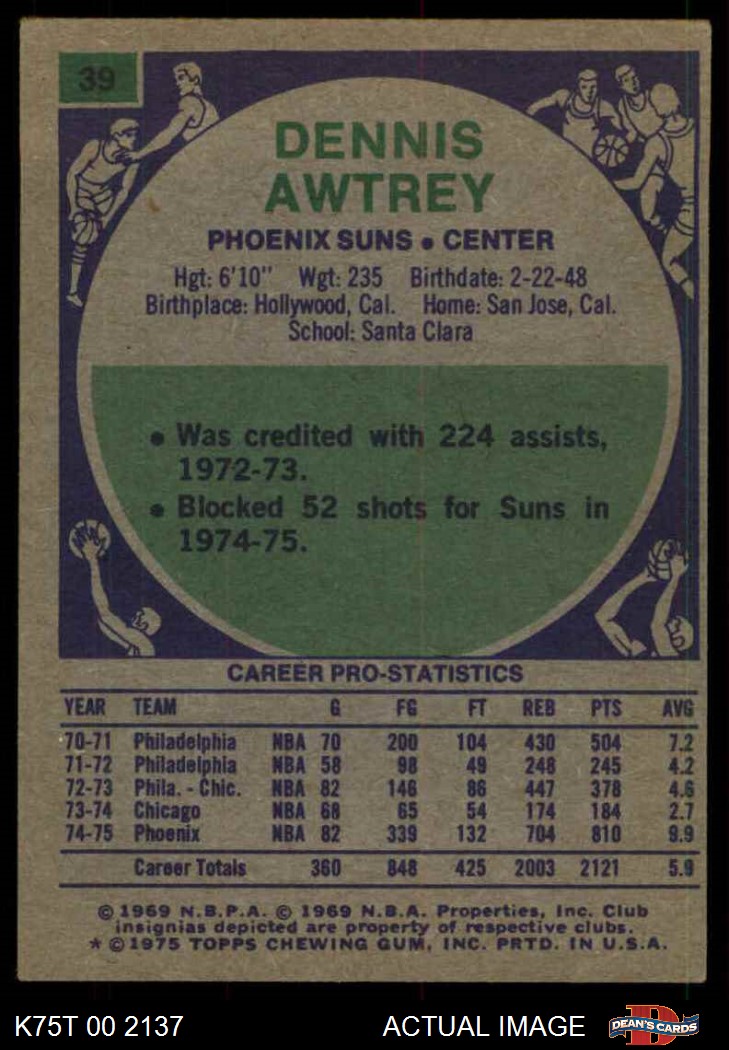 39
DENNIS
AWTREY
PHOENIX SUNS • CENTER
Hgt: 6'10" Wgt: 235 Birthdate: 2-22-48
Birthplace: Hollywood, Cal. Home: San Jose, Cal.
School: Santa Clara
• Was credited with 224 assists,
1972-73.
• Blocked 52 shots for Suns in
1974-75.
CAREER PRO-STATISTICS
YEAR TEAM G FG FT REB PTS AVG
70-71 Philadelphia NBA 70 200 104 430 504 7.2
71-72 Philadelphia NBA 58 98 49 248 245 4.2
72-73 Phila. - Chic. NBA 82 146 86 447 378 4.6
73-74 Chicago NBA 68 65 54 174 184 2.7
74-75 Phoenix NBA 82 339 132 704 810 9.9
Career Totals 360 848 425 2003 2121 5.9
© 1969 N.B.P.A. © 1969 N.B.A. Properties, Inc. Club
insignias depicted are property of respective clubs.
* © 1975 TOPPS CHEWING GUM, INC. PRTD. IN U.S.A.
K75T 00 2137 ACTUAL IMAGE D DEAN'S CARDS